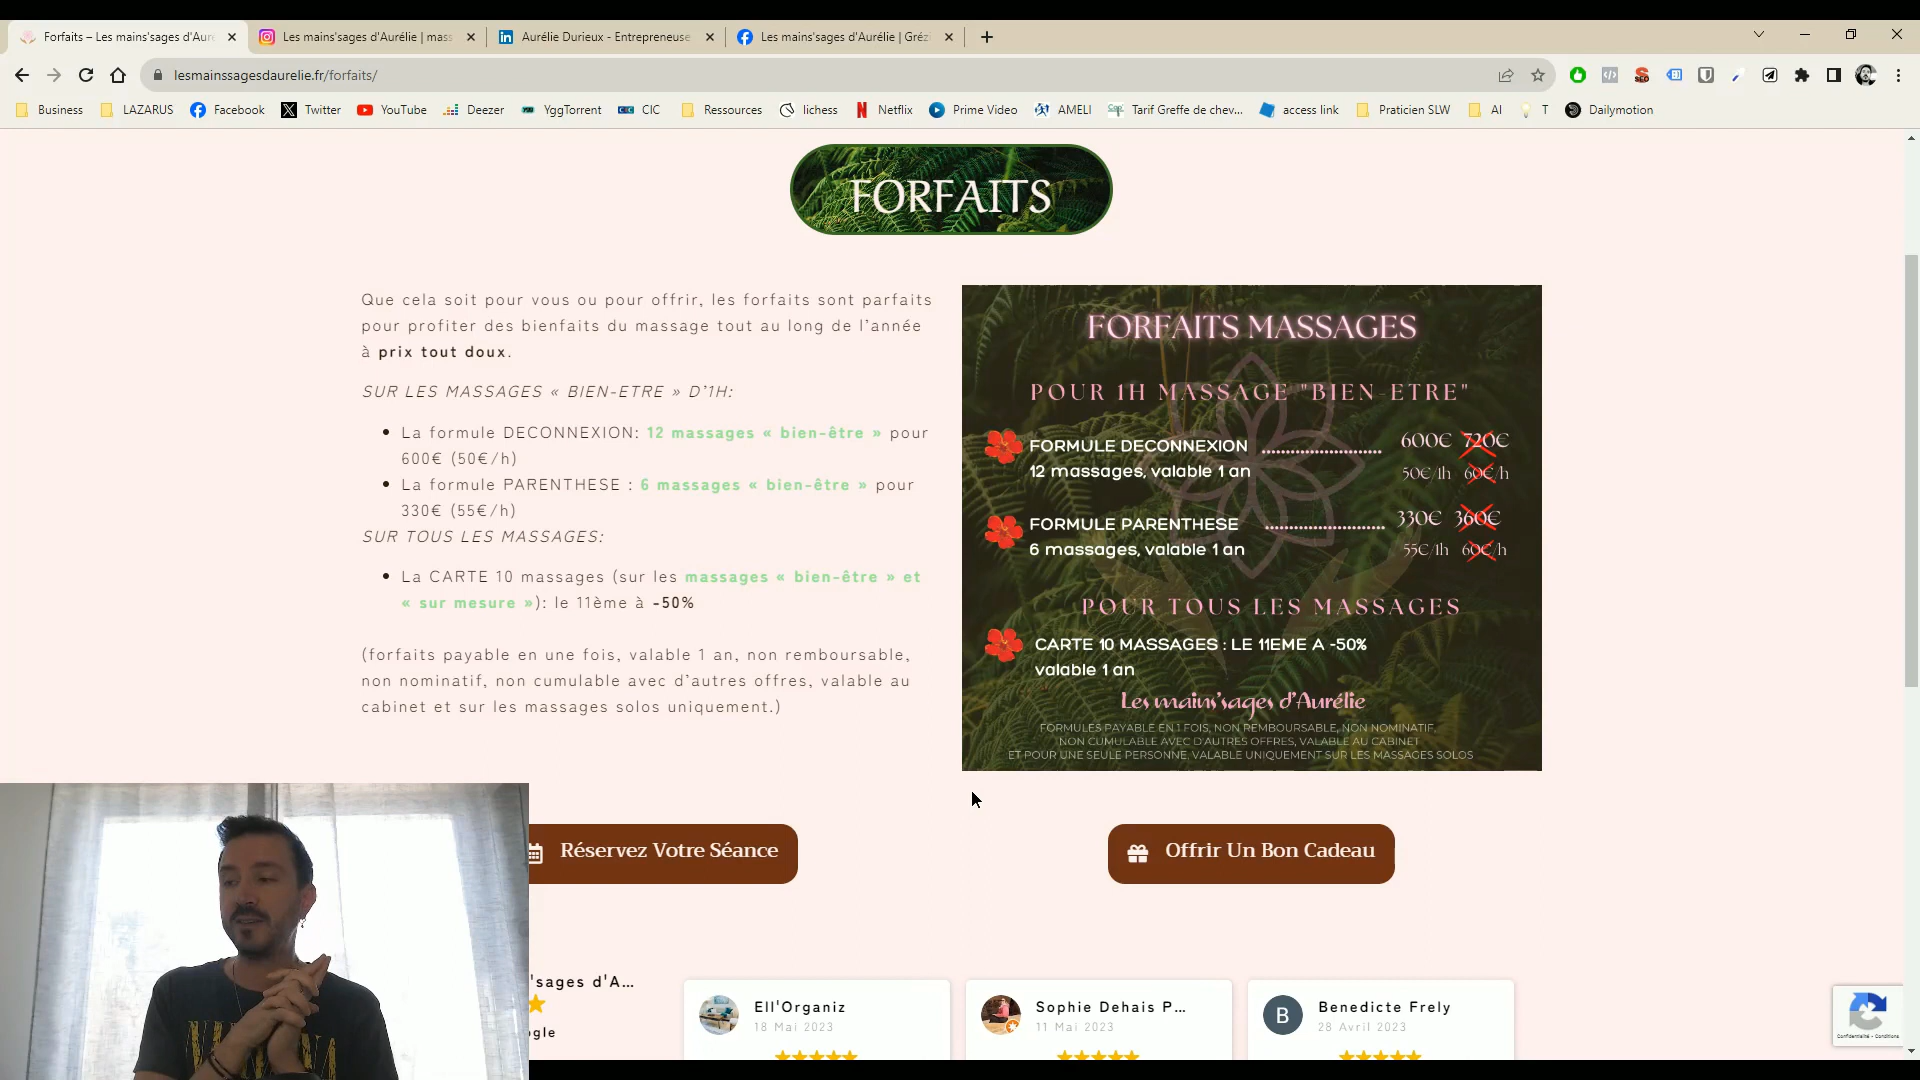 Forfaits – Les mains'sages d'Aur
Les mains'sages d'Aurélie | mass
Aurélie Durieux - Entrepreneuse
Les mains'sages d'Aurélie | Grézi
lesmainssagesdaurelie.fr/forfaits/
Business
LAZARUS
Facebook
Twitter
YouTube
Deezer
YggTorrent
CIC
Ressources
lichess
Netflix
Prime Video
AMELI
Tarif Greffe de chev...
access link
Praticien SLW
AI
T
Dailymotion
FORFAITS
Que cela soit pour vous ou pour offrir, les forfaits sont parfaits
pour profiter des bienfaits du massage tout au long de l'année
à prix tout doux.
SUR LES MASSAGES « BIEN-ETRE » D'1H:
La formule DECONNEXION: 12 massages « bien-être » pour
600€ (50€/h)
La formule PARENTHESE : 6 massages « bien-être » pour
330€ (55€/h)
SUR TOUS LES MASSAGES:
La CARTE 10 massages (sur les massages « bien-être » et
« sur mesure »): le 11ème à -50%
(forfaits payable en une fois, valable 1 an, non remboursable,
non nominatif, non cumulable avec d'autres offres, valable au
cabinet et sur les massages solos uniquement.)
FORFAITS MASSAGES
POUR 1H MASSAGE "BIEN-ETRE"
FORMULE DECONNEXION ........................ 600€ 720€
12 massages, valable 1 an 50€/1h 60€/h
FORMULE PARENTHESE ........................ 330€ 360€
6 massages, valable 1 an 55€/1h 60€/h
POUR TOUS LES MASSAGES
CARTE 10 MASSAGES : LE 11EME A -50%
valable 1 an
Les mains'sages d'Aurélie
FORMULES PAYABLE EN 1 FOIS, NON REMBOURSABLE, NON NOMINATIF,
NON CUMULABLE AVEC D'AUTRES OFFRES, VALABLE AU CABINET
ET POUR UNE SEULE PERSONNE, VALABLE UNIQUEMENT SUR LES MASSAGES SOLOS
Réservez Votre Séance
Offrir Un Bon Cadeau
'sages d'A...
ogle
Ell'Organiz
18 Mai 2023
Sophie Dehais P...
11 Mai 2023
B
Benedicte Frely
28 Avril 2023
Confidentialité - Conditions